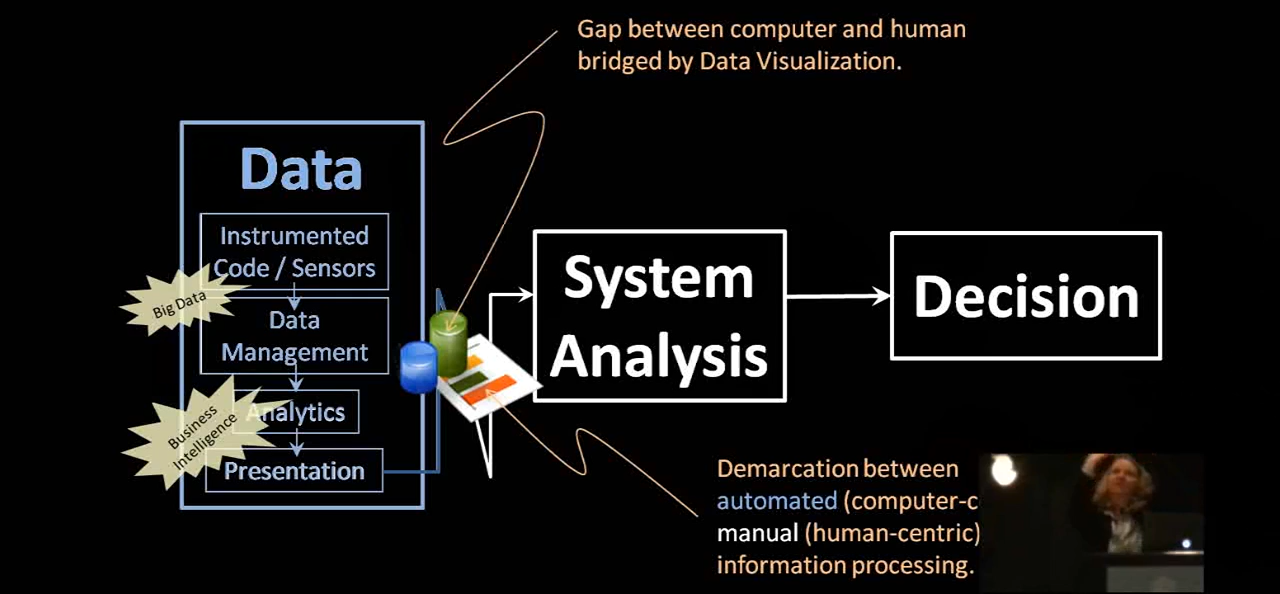 Gap between computer and human
bridged by Data Visualization.
Data
Instrumented
Code / Sensors
Big Data
Data
Management
Analytics
Business
Intelligence
Presentation
System
Analysis
Decision
Demarcation between
automated (computer-c
manual (human-centric)
information processing.